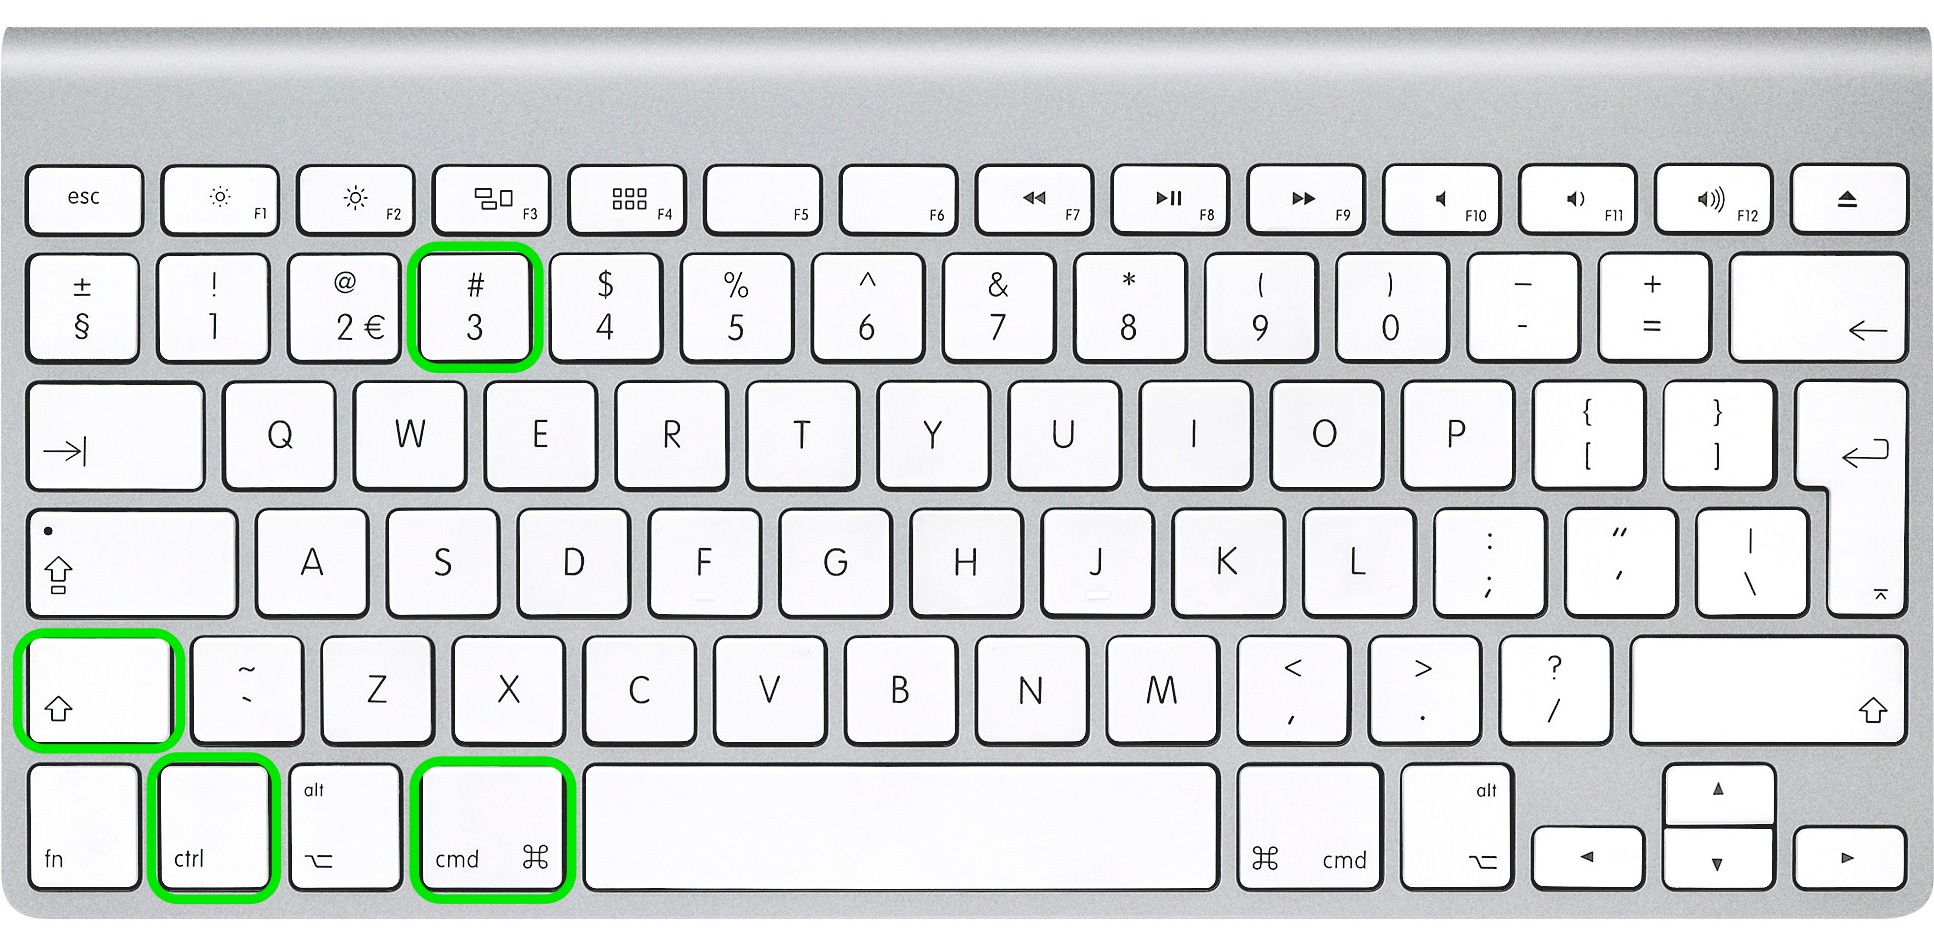 esc F1 F2 F3 F4 F5 F6 F7 F8 F9 F10 F11 F12
± ! @ # $ % ^ & * ( ) — +
§ 1 2 € 3 4 5 6 7 8 9 0 - =
Q W E R T Y U I O P { }
[ ]
A S D F G H J K L : " |
; ' \
~ Z X C V B N M < > ?
` , . /
alt alt
fn ctrl cmd ⌘ ⌘ cmd